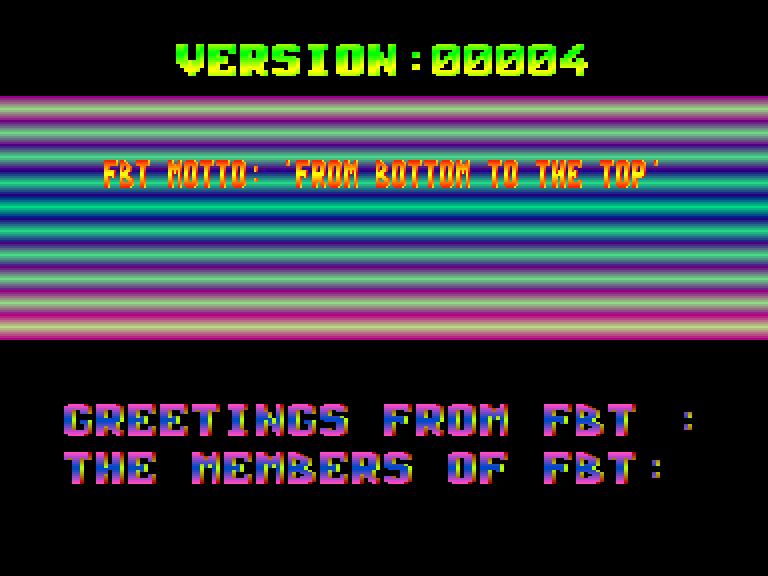 VERSION:00004
FBT MOTTO: 'FROM BOTTOM TO THE TOP'
GREETINGS FROM FBT :
THE MEMBERS OF FBT: